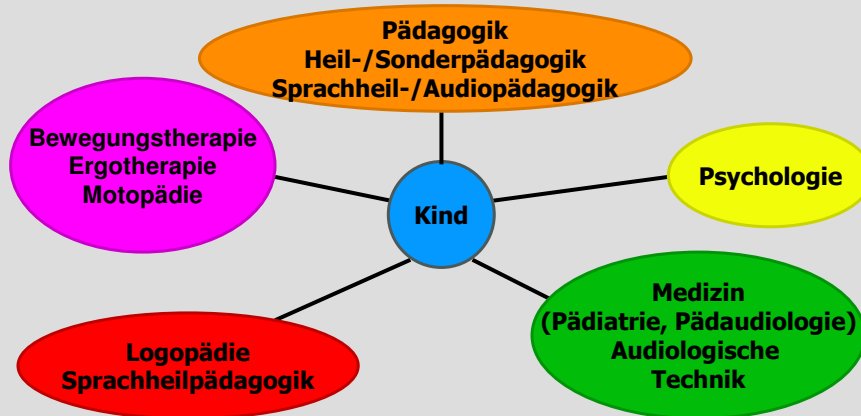 Pädagogik
Heil-/Sonderpädagogik
Sprachheil-/Audiopädagogik
Bewegungstherapie
Ergotherapie
Motopädie
Psychologie
Kind
Medizin
(Pädiatrie, Pädaudiologie)
Audiologische
Technik
Logopädie
Sprachheilpädagogik